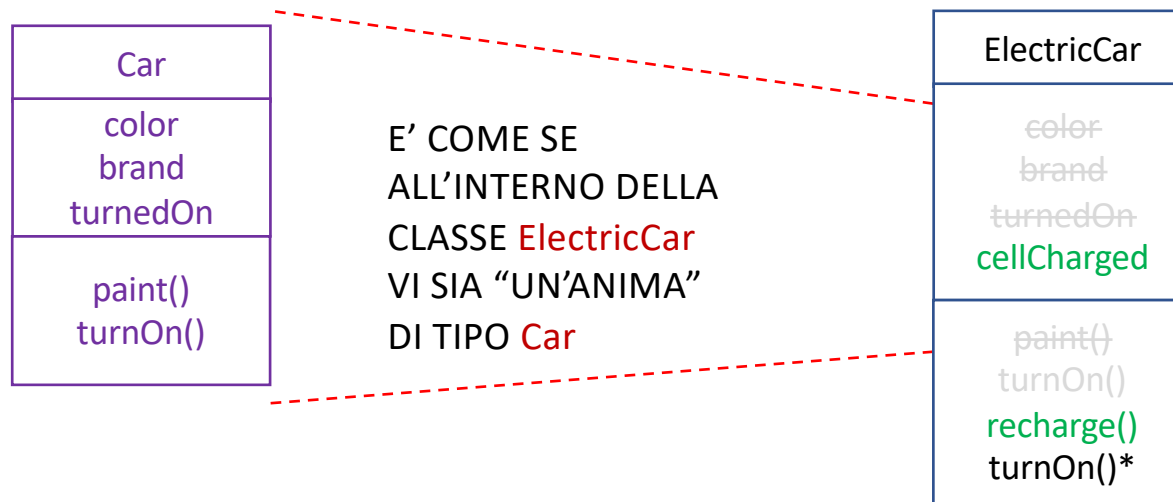 Car
color
brand
turnedOn
paint()
turnOn()
E’ COME SE
ALL’INTERNO DELLA
CLASSE ElectricCar
VI SIA “UN’ANIMA”
DI TIPO Car
ElectricCar
color
brand
turnedOn
cellCharged
paint()
turnOn()
recharge()
turnOn()*